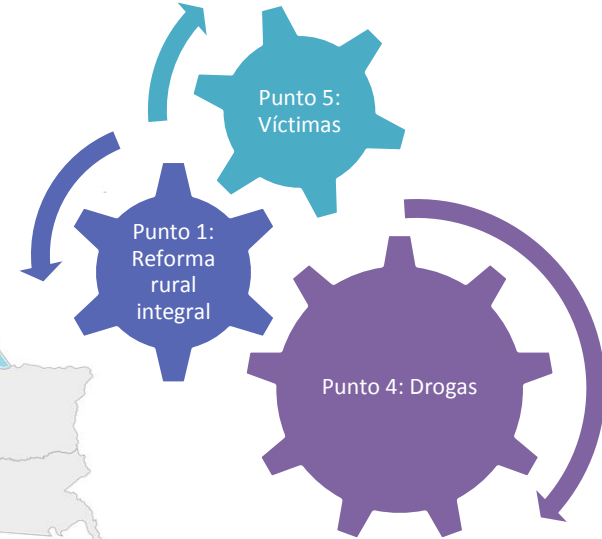 Punto 5:
Víctimas
Punto 1:
Reforma
rural
integral
Punto 4: Drogas